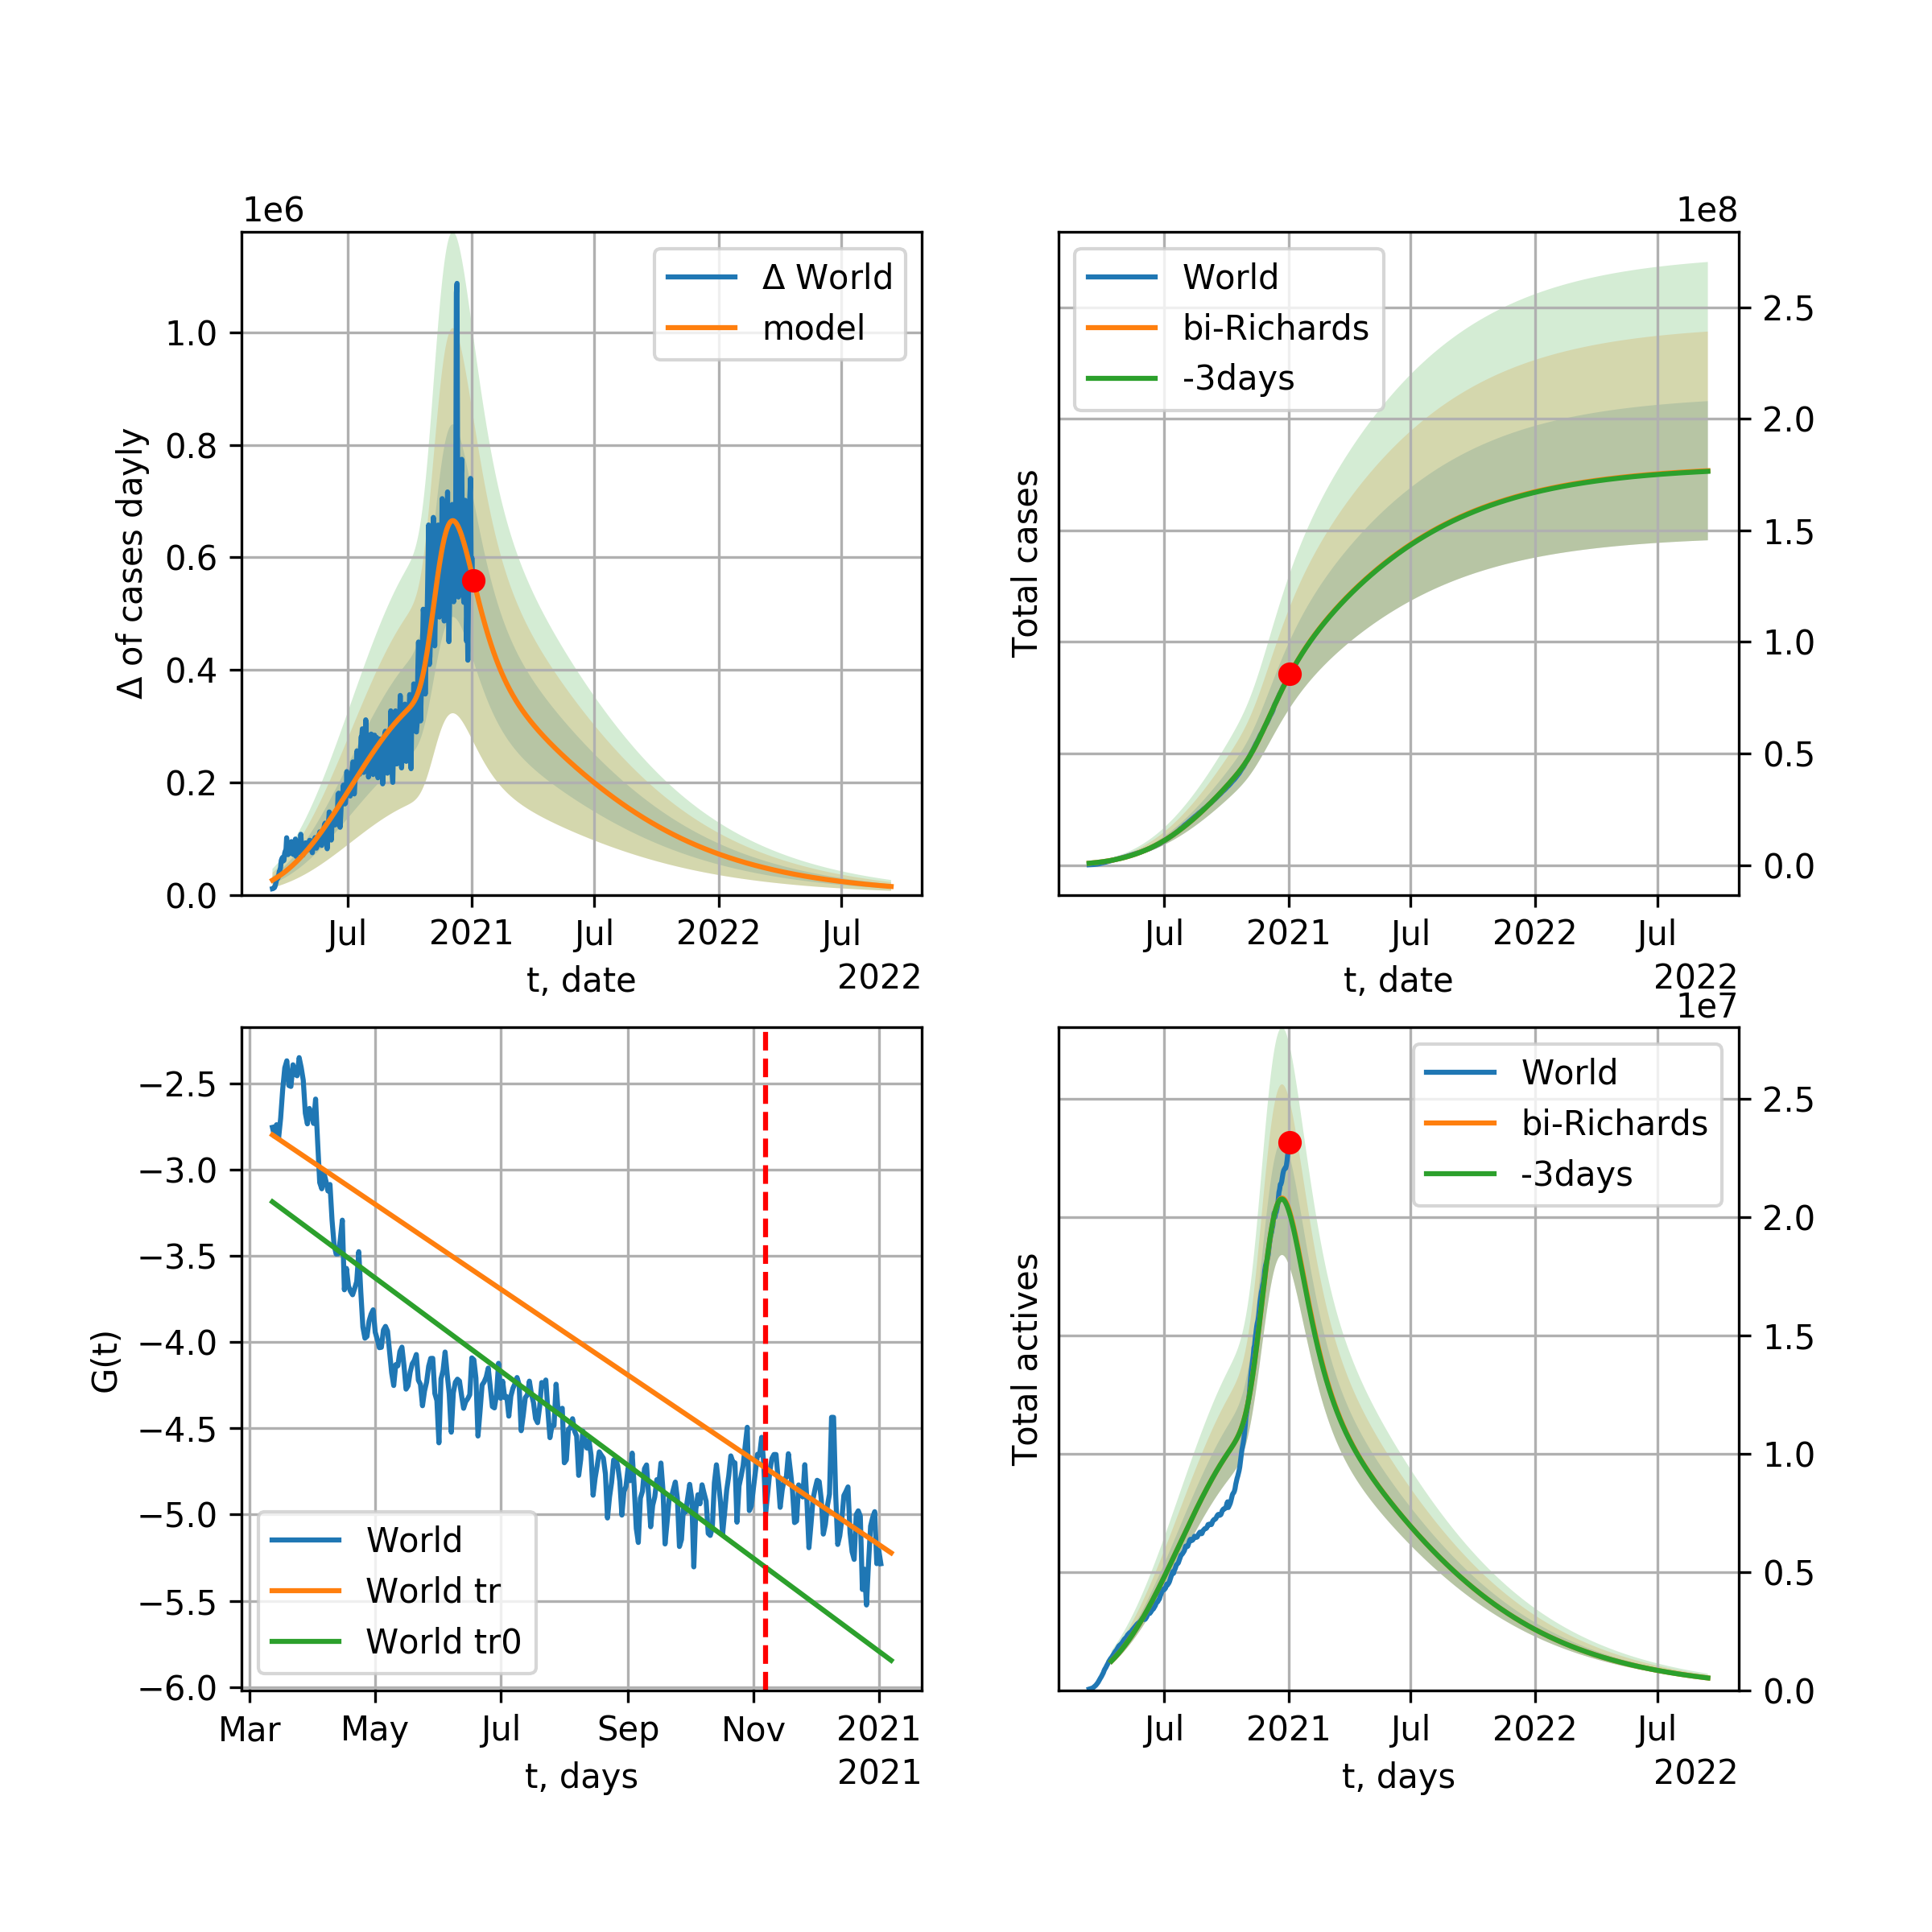 1e6
Δ of cases dayly
1.0
0.8
0.6
0.4
0.2
0.0
Δ World
model
Jul 2021 Jul 2022 Jul
2022
t, date
1e8
Total cases
World
bi-Richards
-3days
2.5
2.0
1.5
1.0
0.5
0.0
Jul 2021 Jul 2022 Jul
2022
t, date
G(t)
−2.5
−3.0
−3.5
−4.0
−4.5
−5.0
−5.5
−6.0
World
World tr
World tr0
Mar May Jul Sep Nov 2021
2021
t, days
1e7
Total actives
World
bi-Richards
-3days
2.5
2.0
1.5
1.0
0.5
0.0
Jul 2021 Jul 2022 Jul
2022
t, days